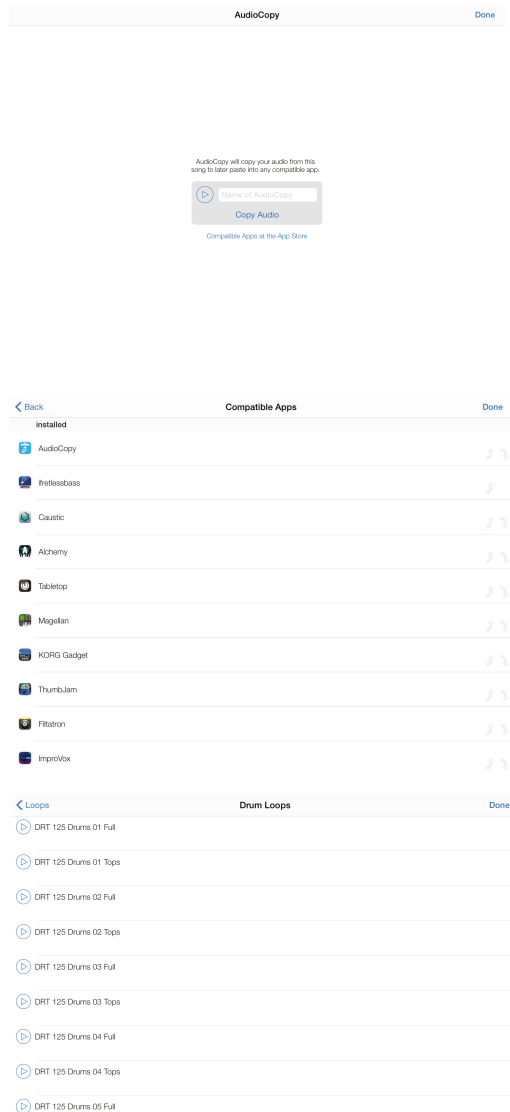 AudioCopy
Done
AudioCopy will copy your audio from this
song to later paste into any compatible app.
Name of AudioCopy
Copy Audio
Compatible Apps at the App Store
Back
Compatible Apps
Done
installed
AudioCopy
ifretlessbass
Caustic
Alchemy
Tabletop
Magellan
KORG Gadget
ThumbJam
Filtatron
ImproVox
Loops
Drum Loops
Done
DRT 125 Drums 01 Full
DRT 125 Drums 01 Tops
DRT 125 Drums 02 Full
DRT 125 Drums 02 Tops
DRT 125 Drums 03 Full
DRT 125 Drums 03 Tops
DRT 125 Drums 04 Full
DRT 125 Drums 04 Tops
DRT 125 Drums 05 Full